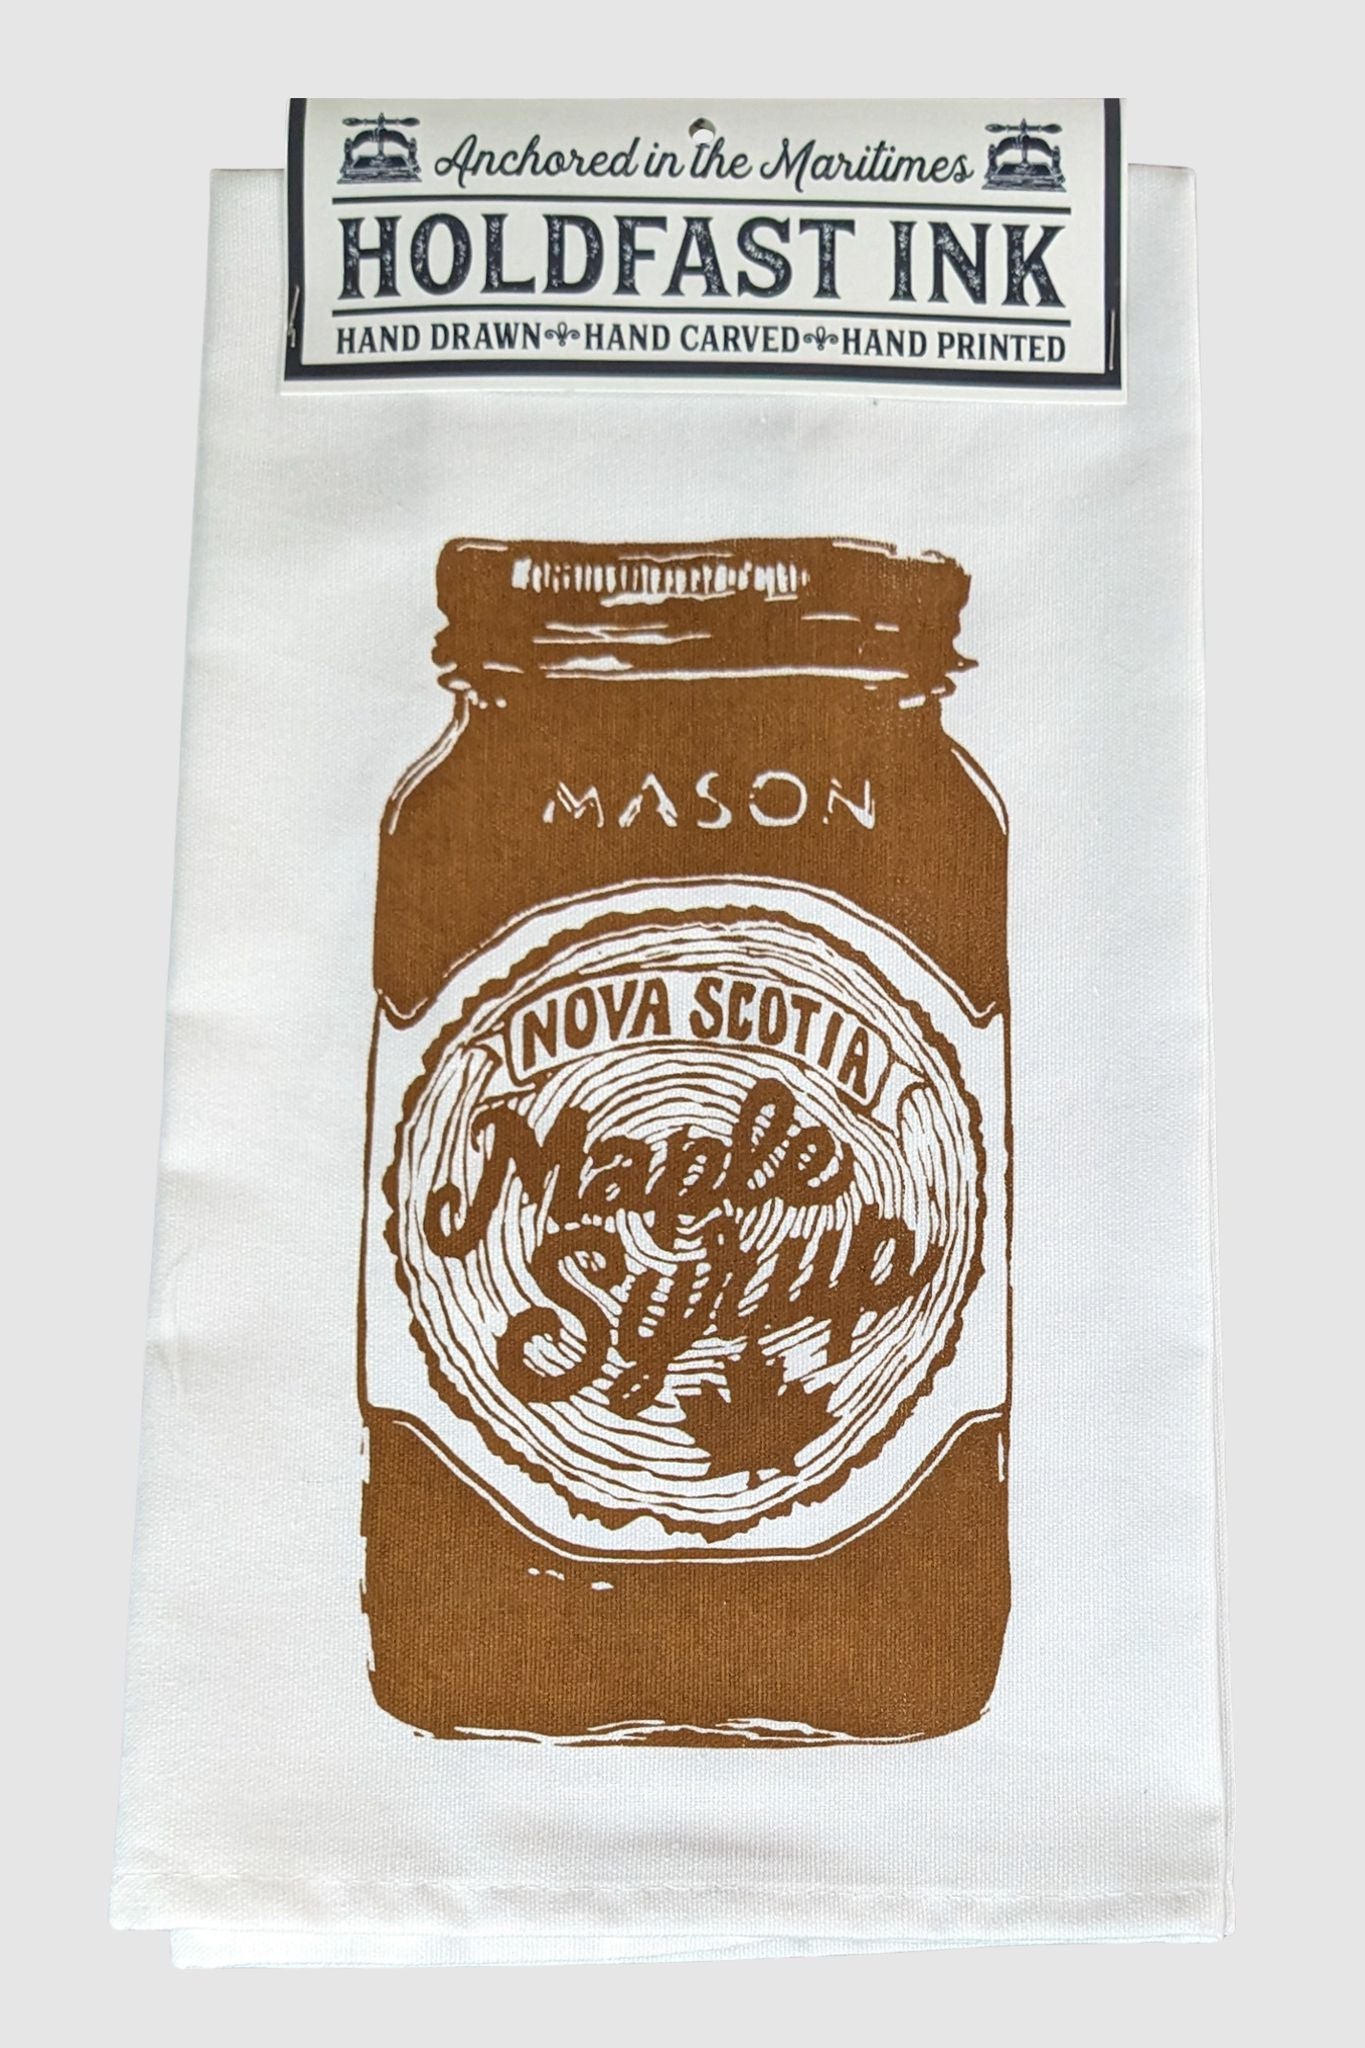 Anchored in the Maritimes
HOLDFAST INK
HAND DRAWN HAND CARVED HAND PRINTED
MASON
NOVA SCOTIA
Maple
Syrup